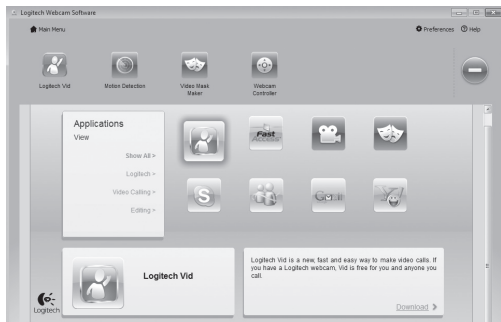 Logitech Webcam Software
Main Menu
Preferences
Help
Logitech Vid
Motion Detection
Video Mask
Maker
Webcam
Controller
Applications
View
Show All >
Logitech >
Video Calling >
Editing >
Fast
Access
Logitech Vid
Logitech Vid is a new, fast and easy way to make video calls. If
you have a Logitech webcam, Vid is free for you and anyone you
call.
Download >
Logitech